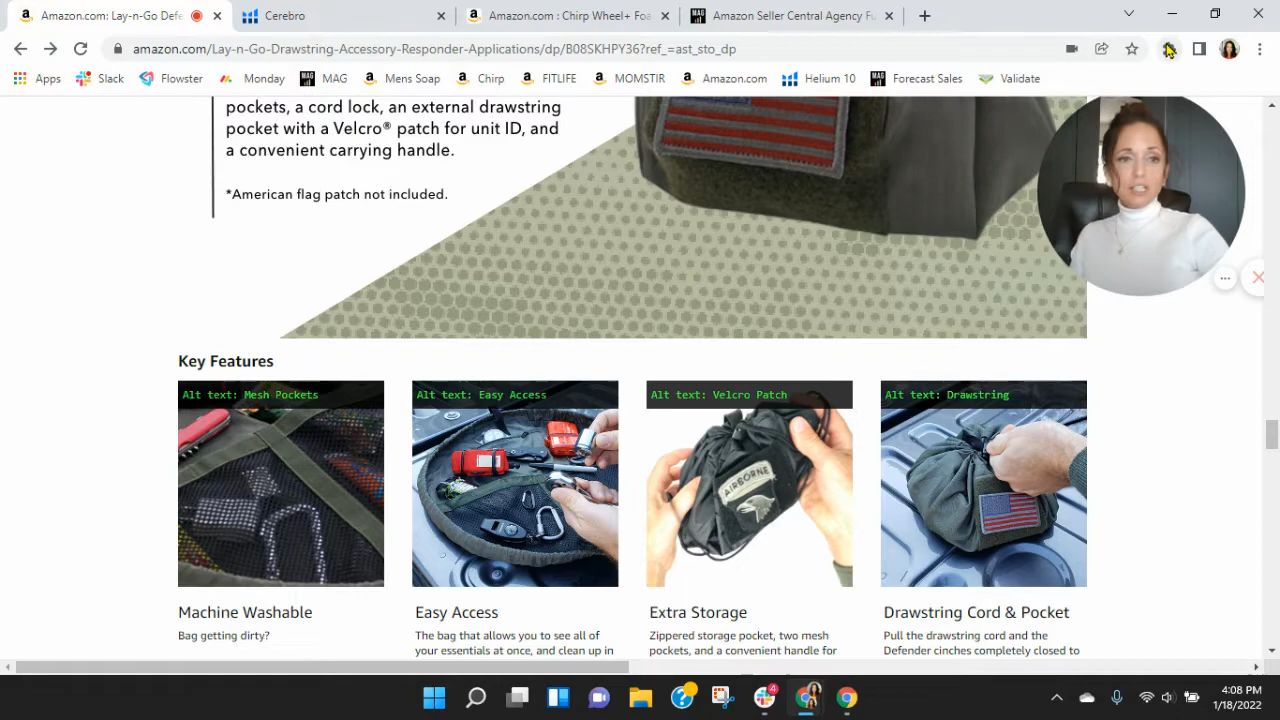 Amazon.com: Lay-n-Go Defe
Cerebro
Amazon.com : Chirp Wheel+ Foa
Amazon Seller Central Agency Fu
amazon.com/Lay-n-Go-Drawstring-Accessory-Responder-Applications/dp/B08SKHPY36?ref_=ast_sto_dp
Apps
Slack
Flowster
Monday
MAG
Mens Soap
Chirp
FITLIFE
MOMSTIR
Amazon.com
Helium 10
Forecast Sales
Validate
pockets, a cord lock, an external drawstring
pocket with a Velcro® patch for unit ID, and
a convenient carrying handle.
*American flag patch not included.
Key Features
Alt text: Mesh Pockets
Alt text: Easy Access
Alt text: Velcro Patch
Alt text: Drawstring
AIRBORNE
Machine Washable
Bag getting dirty?
Easy Access
The bag that allows you to see all of
your essentials at once, and clean up in
Extra Storage
Zippered storage pocket, two mesh
pockets, and a convenient handle for
Drawstring Cord & Pocket
Pull the drawstring cord and the
Defender cinches completely closed to
4
4:08 PM
1/18/2022